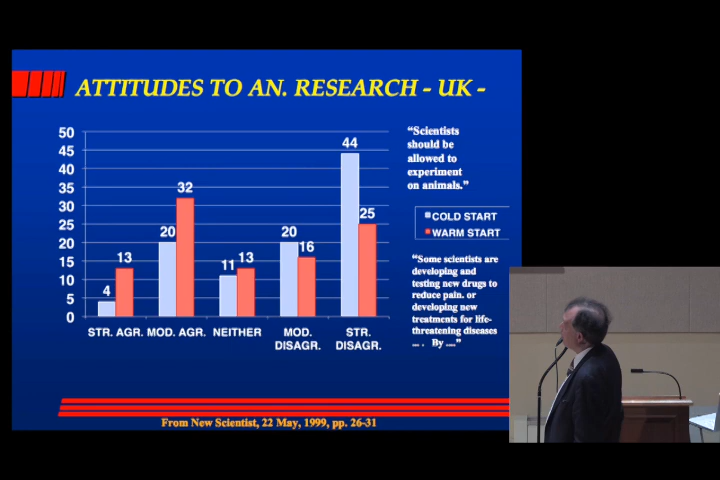 ATTITUDES TO AN. RESEARCH - UK -
50
45
40
35
30
25
20
15
10
5
0
4
13
20
32
11
13
20
16
44
25
STR. AGR.
MOD. AGR.
NEITHER
MOD.
DISAGR.
STR.
DISAGR.
“Scientists
should be
allowed to
experiment
on animals.”
COLD START
WARM START
“Some scientists are
developing and
testing new drugs to
reduce pain. or
developing new
treatments for life-
threatening diseases
... . By ....”
From New Scientist, 22 May, 1999, pp. 26-31